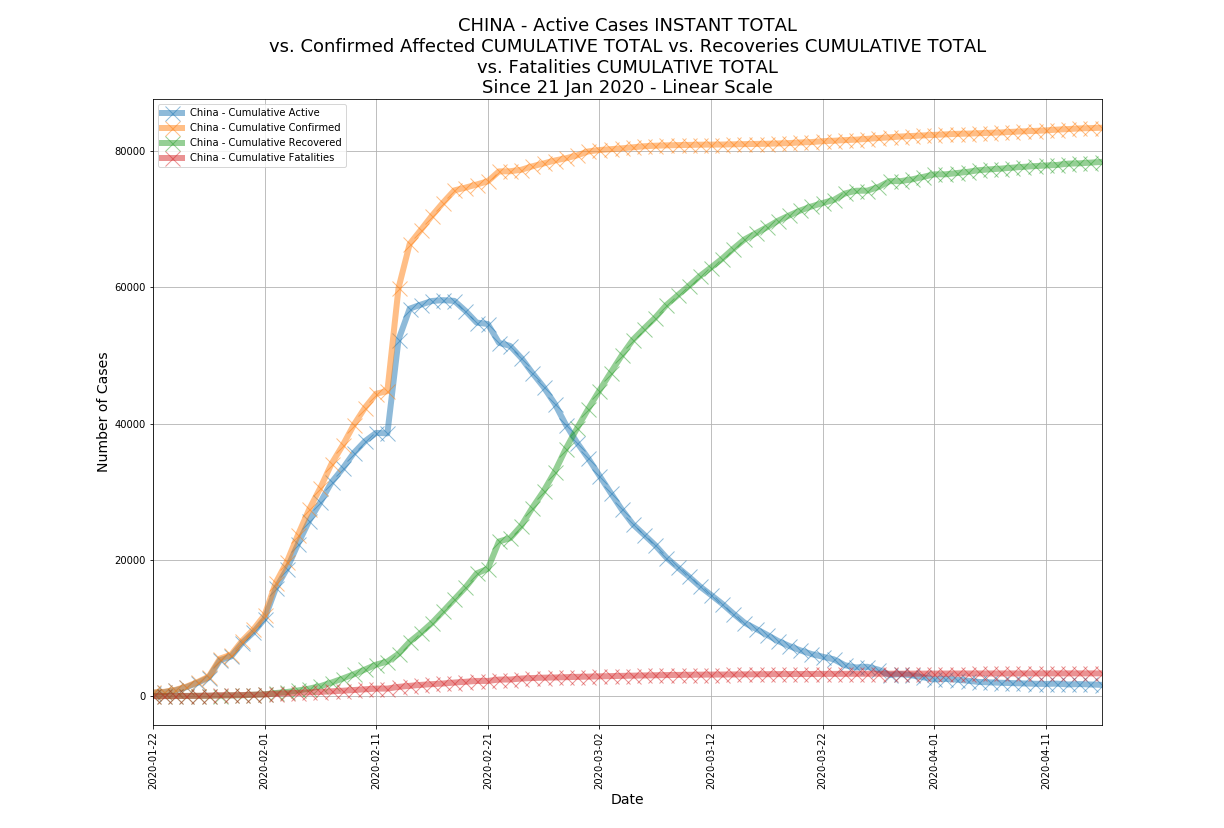 CHINA - Active Cases INSTANT TOTAL
vs. Confirmed Affected CUMULATIVE TOTAL vs. Recoveries CUMULATIVE TOTAL
vs. Fatalities CUMULATIVE TOTAL
Since 21 Jan 2020 - Linear Scale
China - Cumulative Active
China - Cumulative Confirmed
China - Cumulative Recovered
China - Cumulative Fatalities
80000
60000
40000
20000
0
Number of Cases
2020-01-22
2020-02-01
2020-02-11
2020-02-21
2020-03-02
2020-03-12
2020-03-22
2020-04-01
2020-04-11
Date